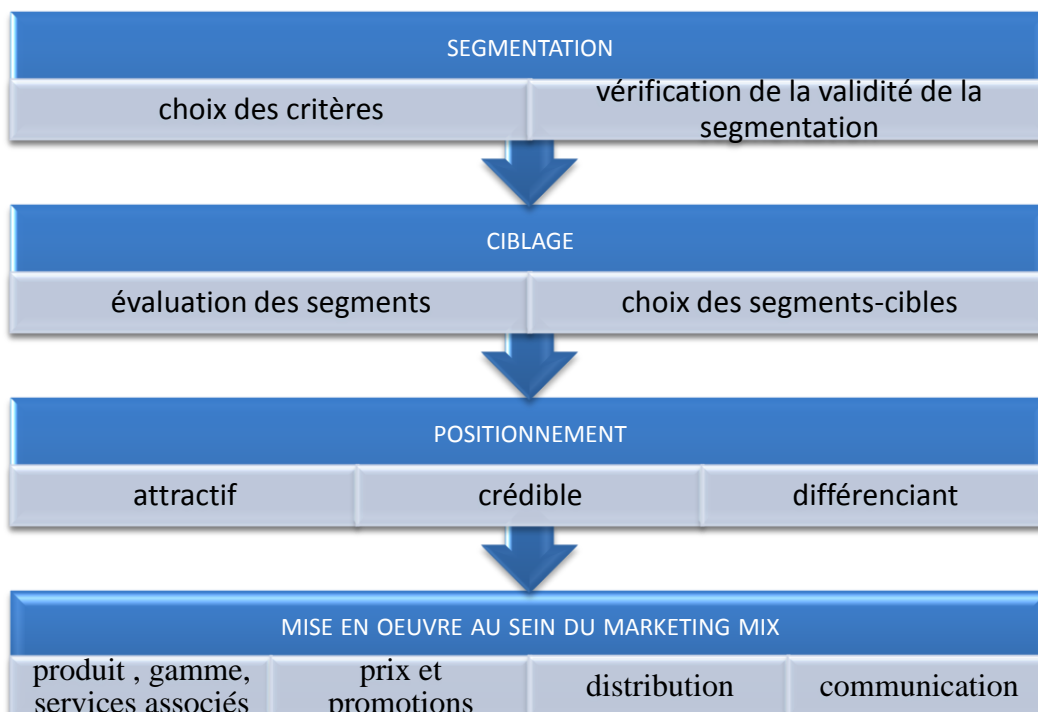 SEGMENTATION
choix des critères
vérification de la validité de la
segmentation
CIBLAGE
évaluation des segments
choix des segments-cibles
POSITIONNEMENT
attractif
crédible
différenciant
MISE EN OEUVRE AU SEIN DU MARKETING MIX
produit , gamme,
services associés
prix et
promotions
distribution
communication